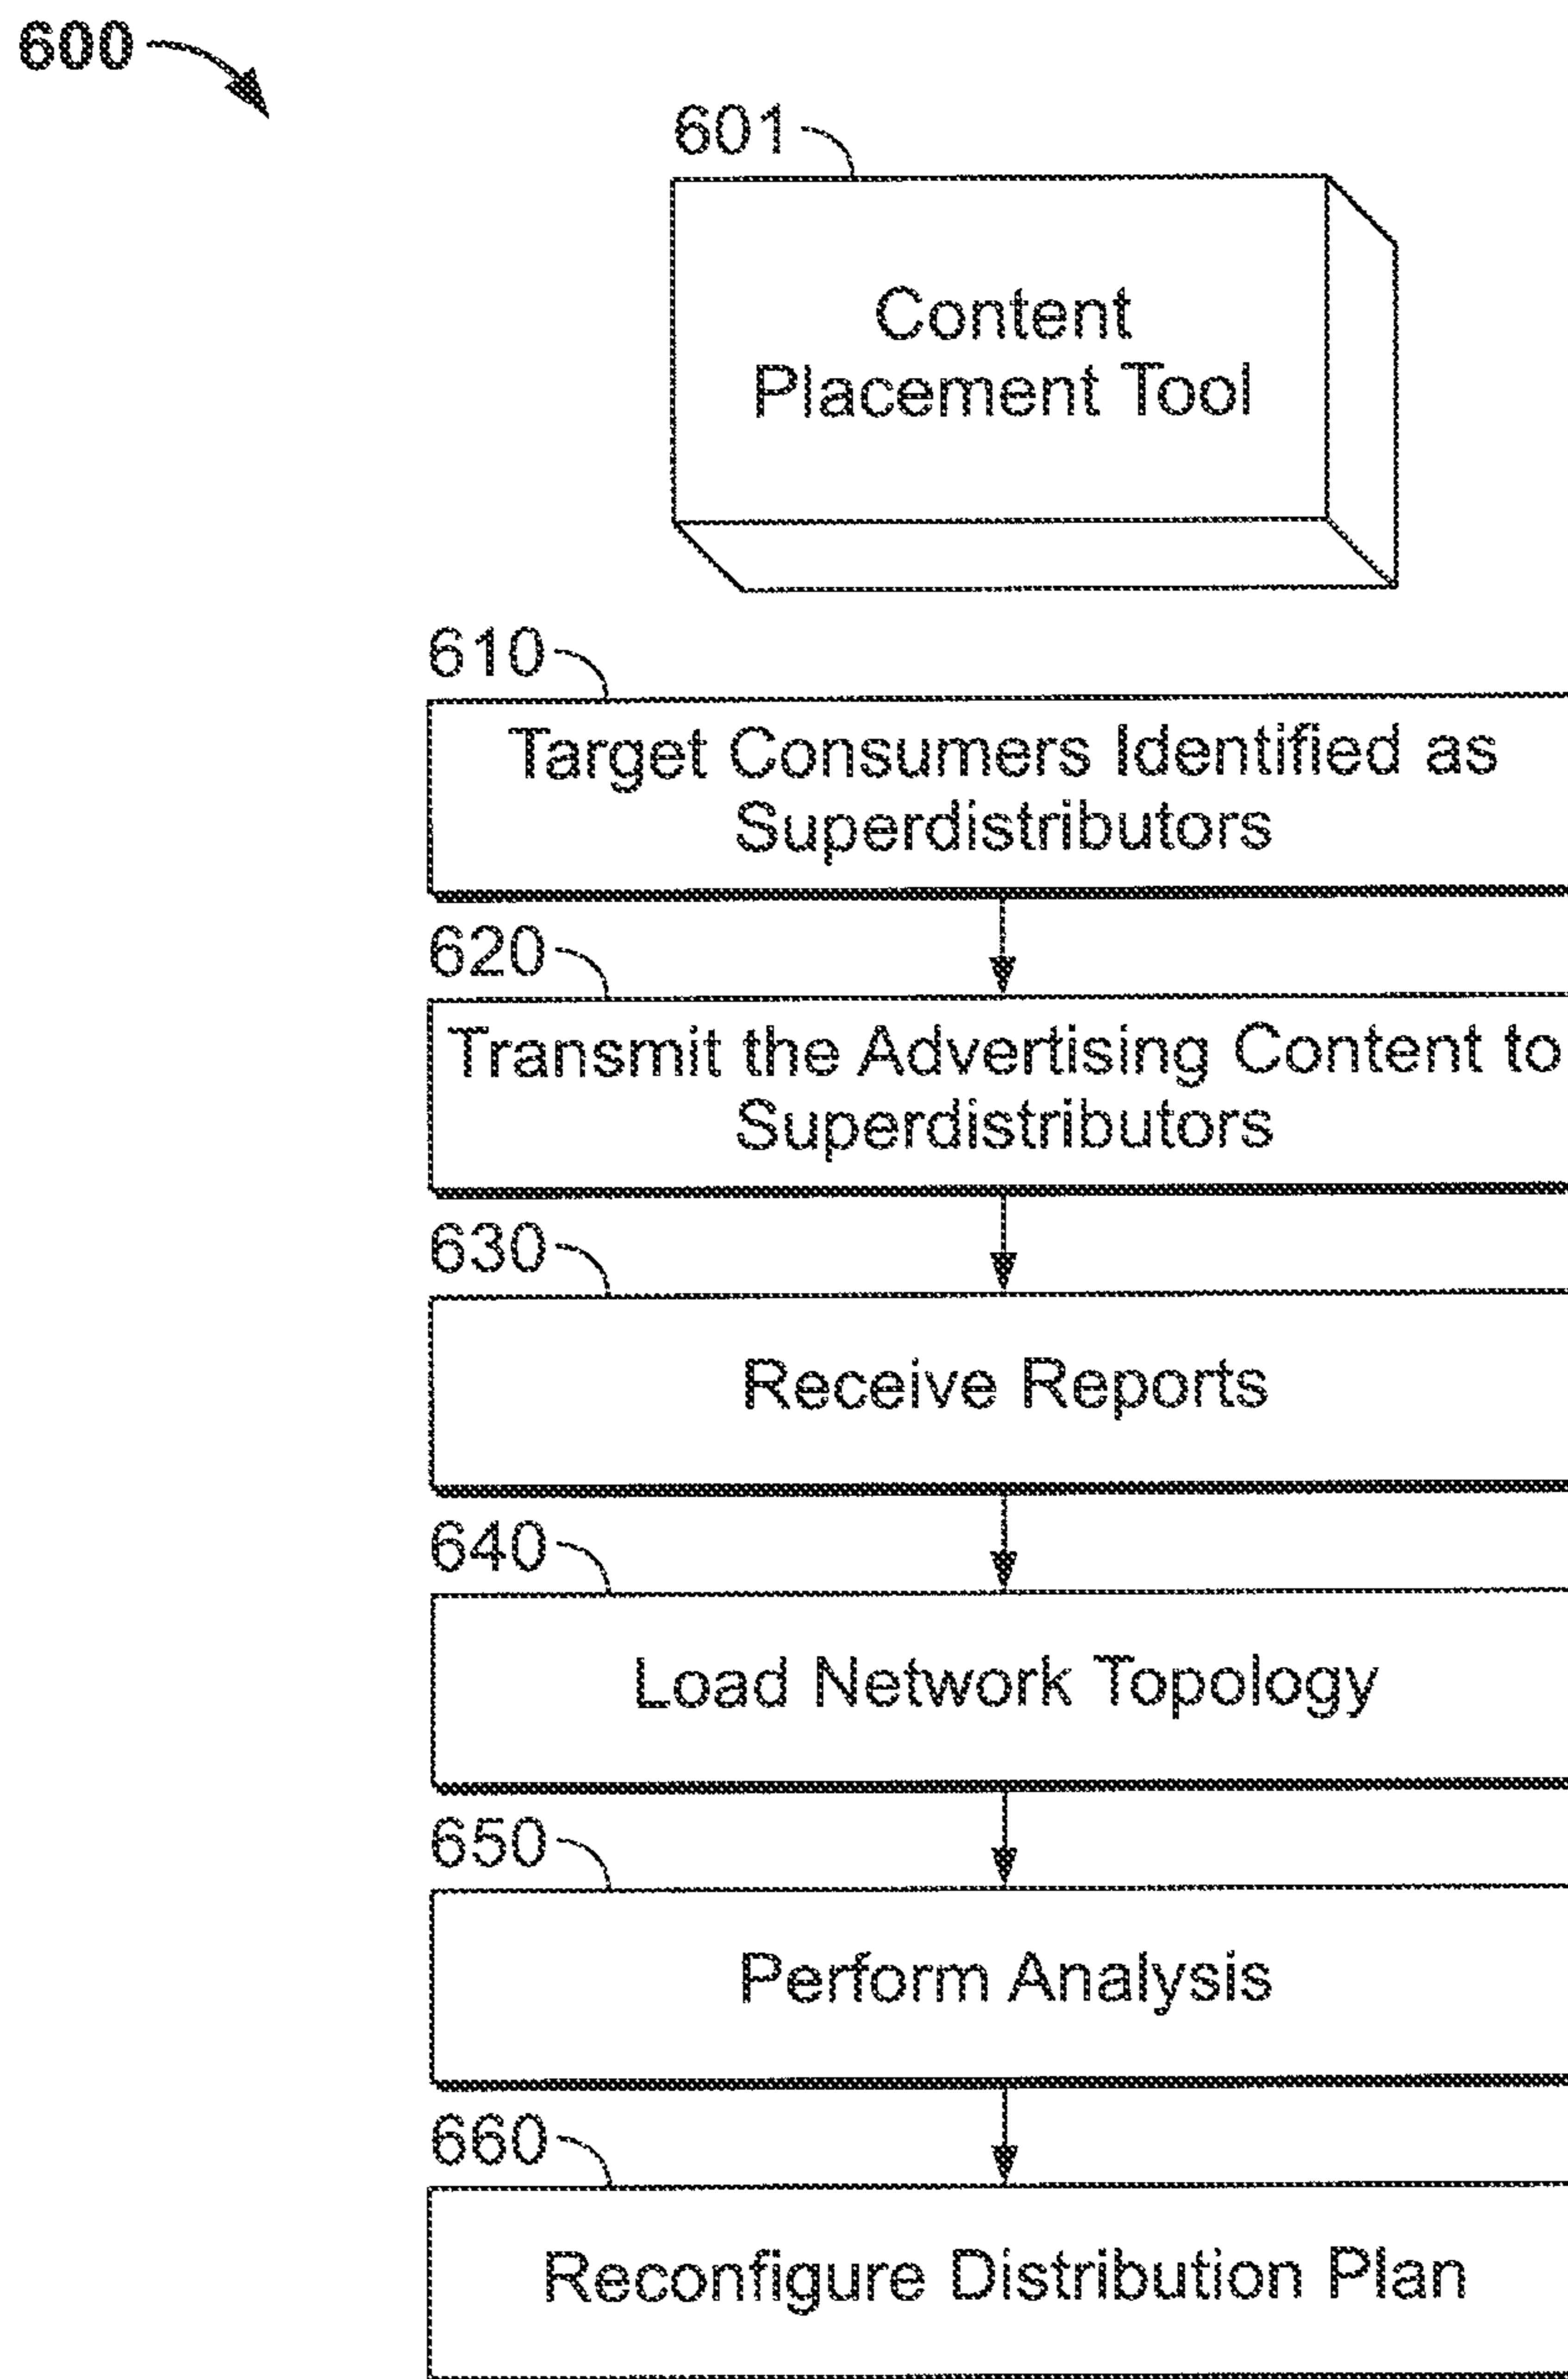 600
601
Content
Placement Tool
610
Target Consumers Identified as
Superdistributors
620
Transmit the Advertising Content to
Superdistributors
630
Receive Reports
640
Load Network Topology
650
Perform Analysis
660
Reconfigure Distribution Plan